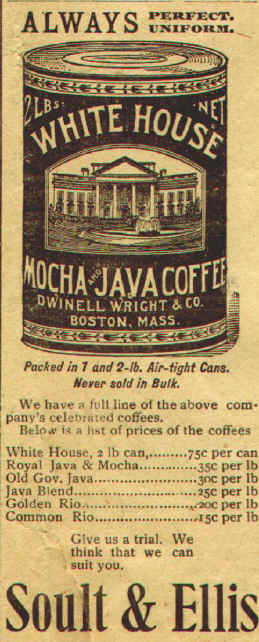 ALWAYS PERFECT.
UNIFORM.
2 LBS. NET
WHITE HOUSE
MOCHA AND JAVA COFFEE
DWINELL WRIGHT & CO.
BOSTON, MASS.
Packed in 1 and 2-lb. Air-tight Cans.
Never sold in Bulk.
We have a full line of the above com-
pany's celebrated coffees.
Below is a list of prices of the coffees
White House, 2 lb can,.........75c per can
Royal Java & Mocha..............35c per lb
Old Gov. Java......................30c per lb
Java Blend..........................25c per lb
Golden Rio..........................20c per lb
Common Rio.......................15c per lb
Give us a trial. We
think that we can
suit you.
Soult & Ellis